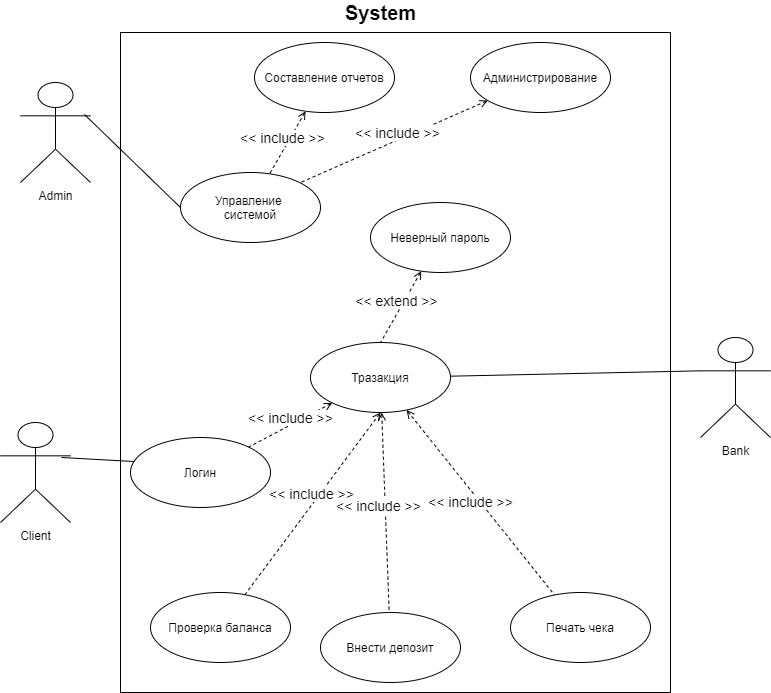 System
Составление отчетов
Администрирование
<< include >>
<< include >>
Admin
Управление
системой
Неверный пароль
<< extend >>
Тразакция
<< include >>
Bank
Client
Логин
<< include >>
<< include >>
<< include >>
Проверка баланса
Внести депозит
Печать чека